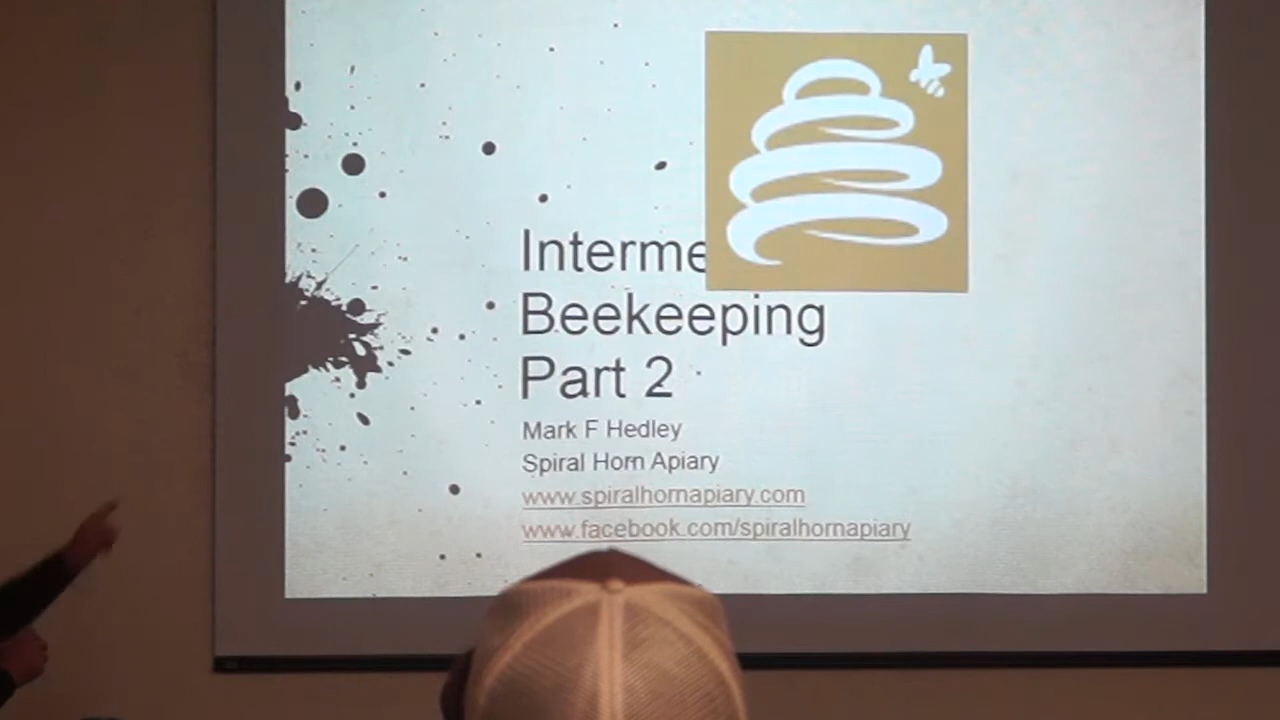 Interme
Beekeeping
Part 2
Mark F Hedley
Spiral Horn Apiary
www.spiralhornapiary.com
www.facebook.com/spiralhornapiary